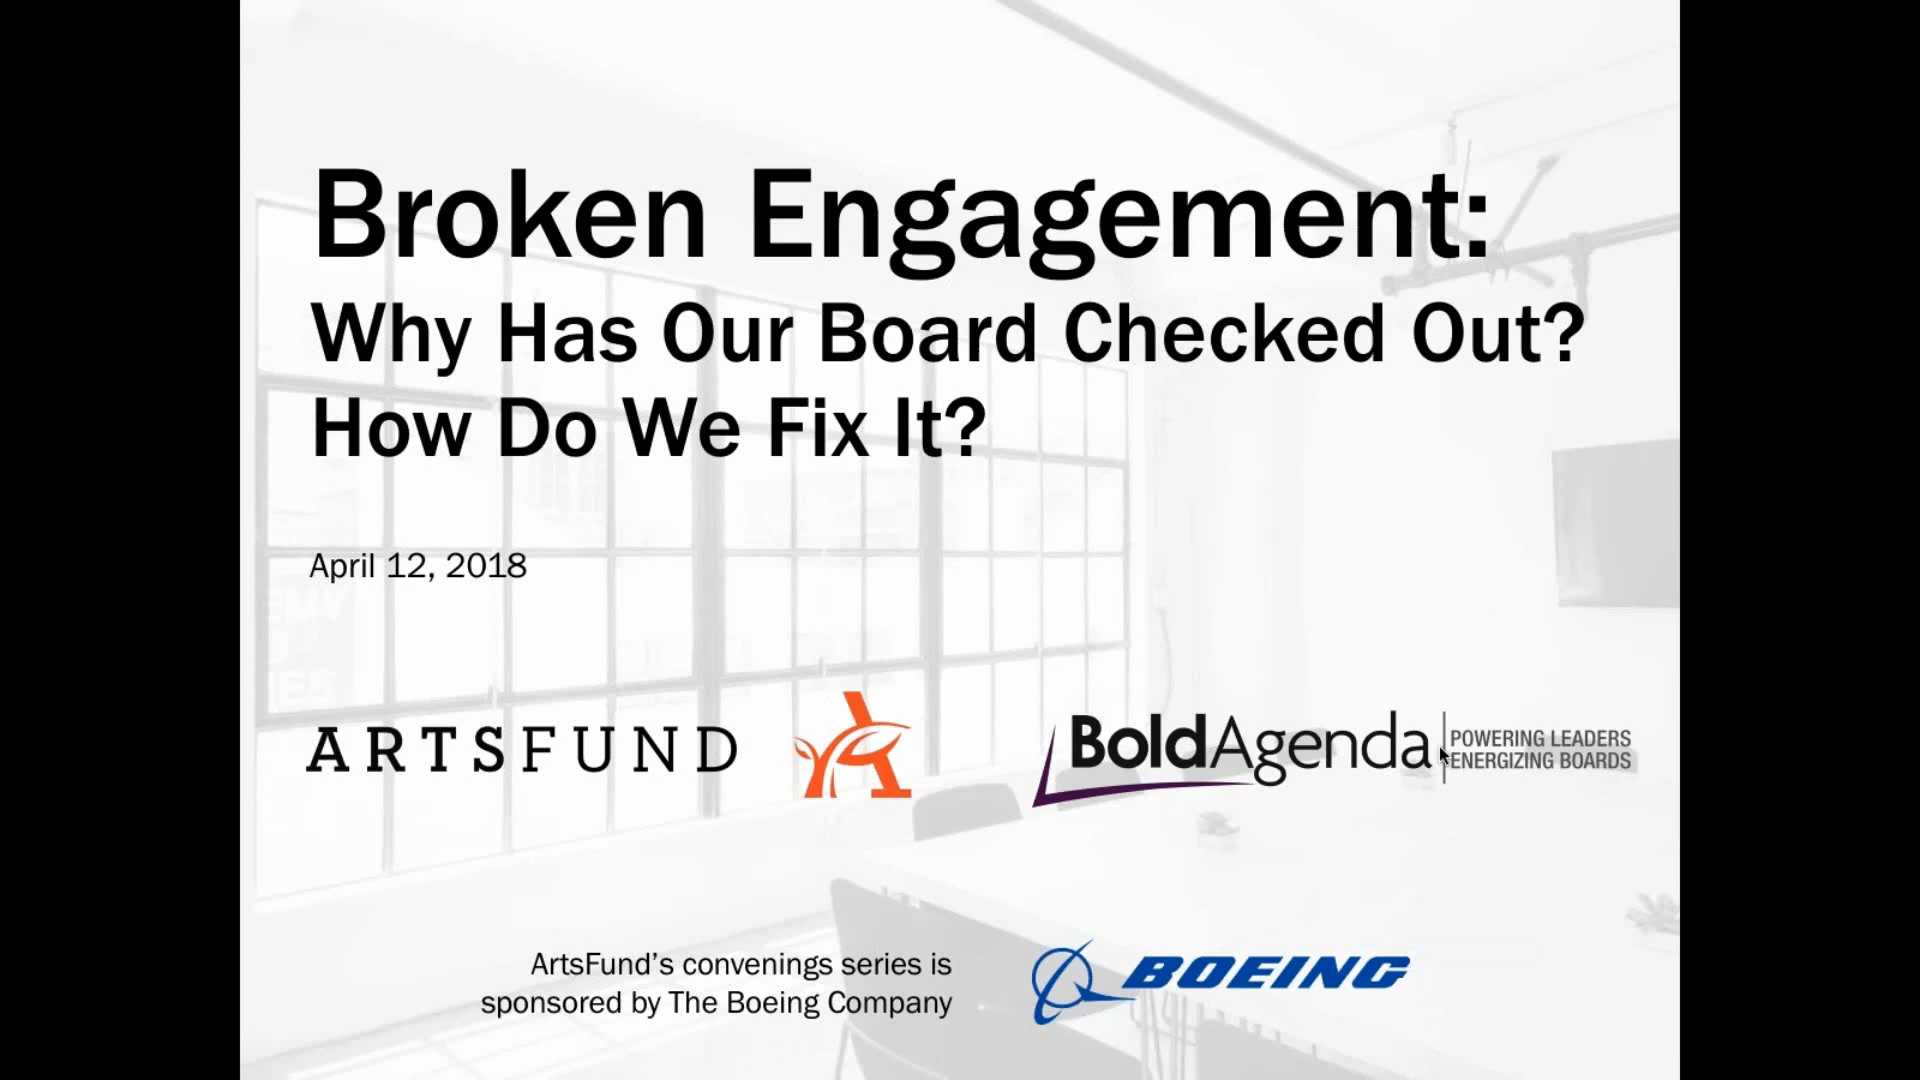 Broken Engagement:
Why Has Our Board Checked Out?
How Do We Fix It?
April 12, 2018
ARTSFUND
BoldAgenda
POWERING LEADERS
ENERGIZING BOARDS
ArtsFund’s convenings series is
sponsored by The Boeing Company
BOEING